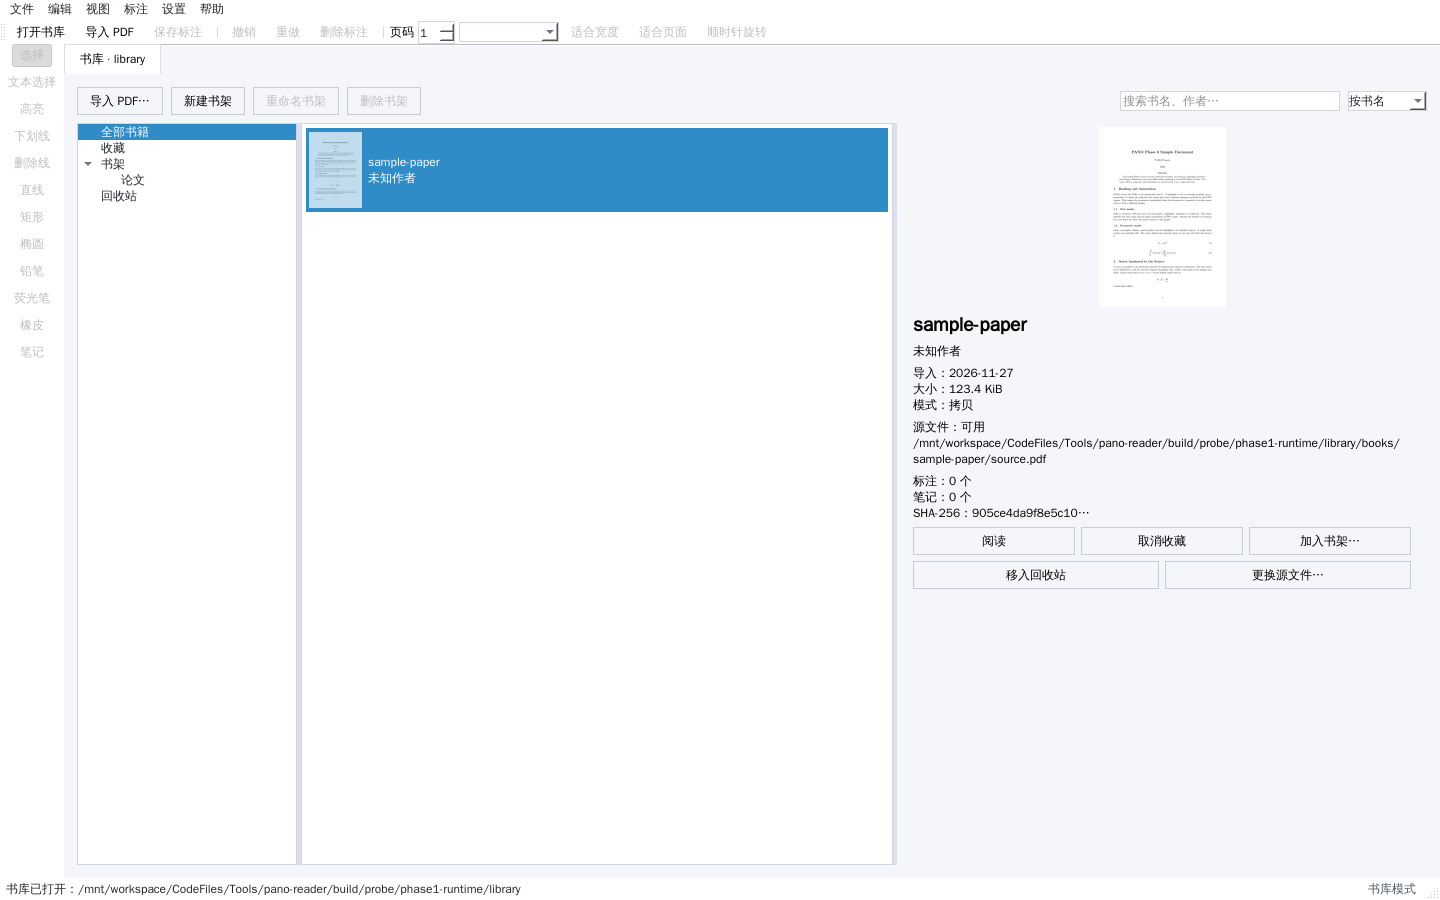 文件 编辑 视图 标注 设置 帮助
打开书库 导入 PDF 保存标注 撤销 重做 删除标注 页码 1 适合宽度 适合页面 顺时针旋转
选择
文本选择
高亮
下划线
删除线
直线
矩形
椭圆
铅笔
荧光笔
橡皮
笔记
书库 · library
导入 PDF… 新建书架 重命名书架 删除书架 搜索书名、作者… 按书名
全部书籍
收藏
书架
论文
回收站
sample-paper
未知作者
PANO Phase 0 Sample Document
sample-paper
未知作者
导入：2026-11-27
大小：123.4 KiB
模式：拷贝
源文件：可用
/mnt/workspace/CodeFiles/Tools/pano-reader/build/probe/phase1-runtime/library/books/
sample-paper/source.pdf
标注：0 个
笔记：0 个
SHA-256：905ce4da9f8e5c10…
阅读 取消收藏 加入书架…
移入回收站 更换源文件…
书库已打开：/mnt/workspace/CodeFiles/Tools/pano-reader/build/probe/phase1-runtime/library 书库模式